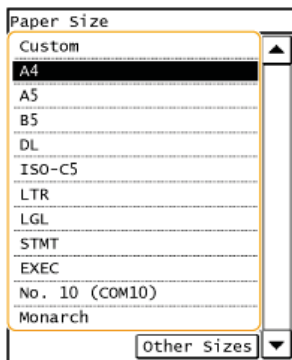 Paper Size
Custom
A4
A5
B5
DL
ISO-C5
LTR
LGL
STMT
EXEC
No. 10 (COM10)
Monarch
Other Sizes